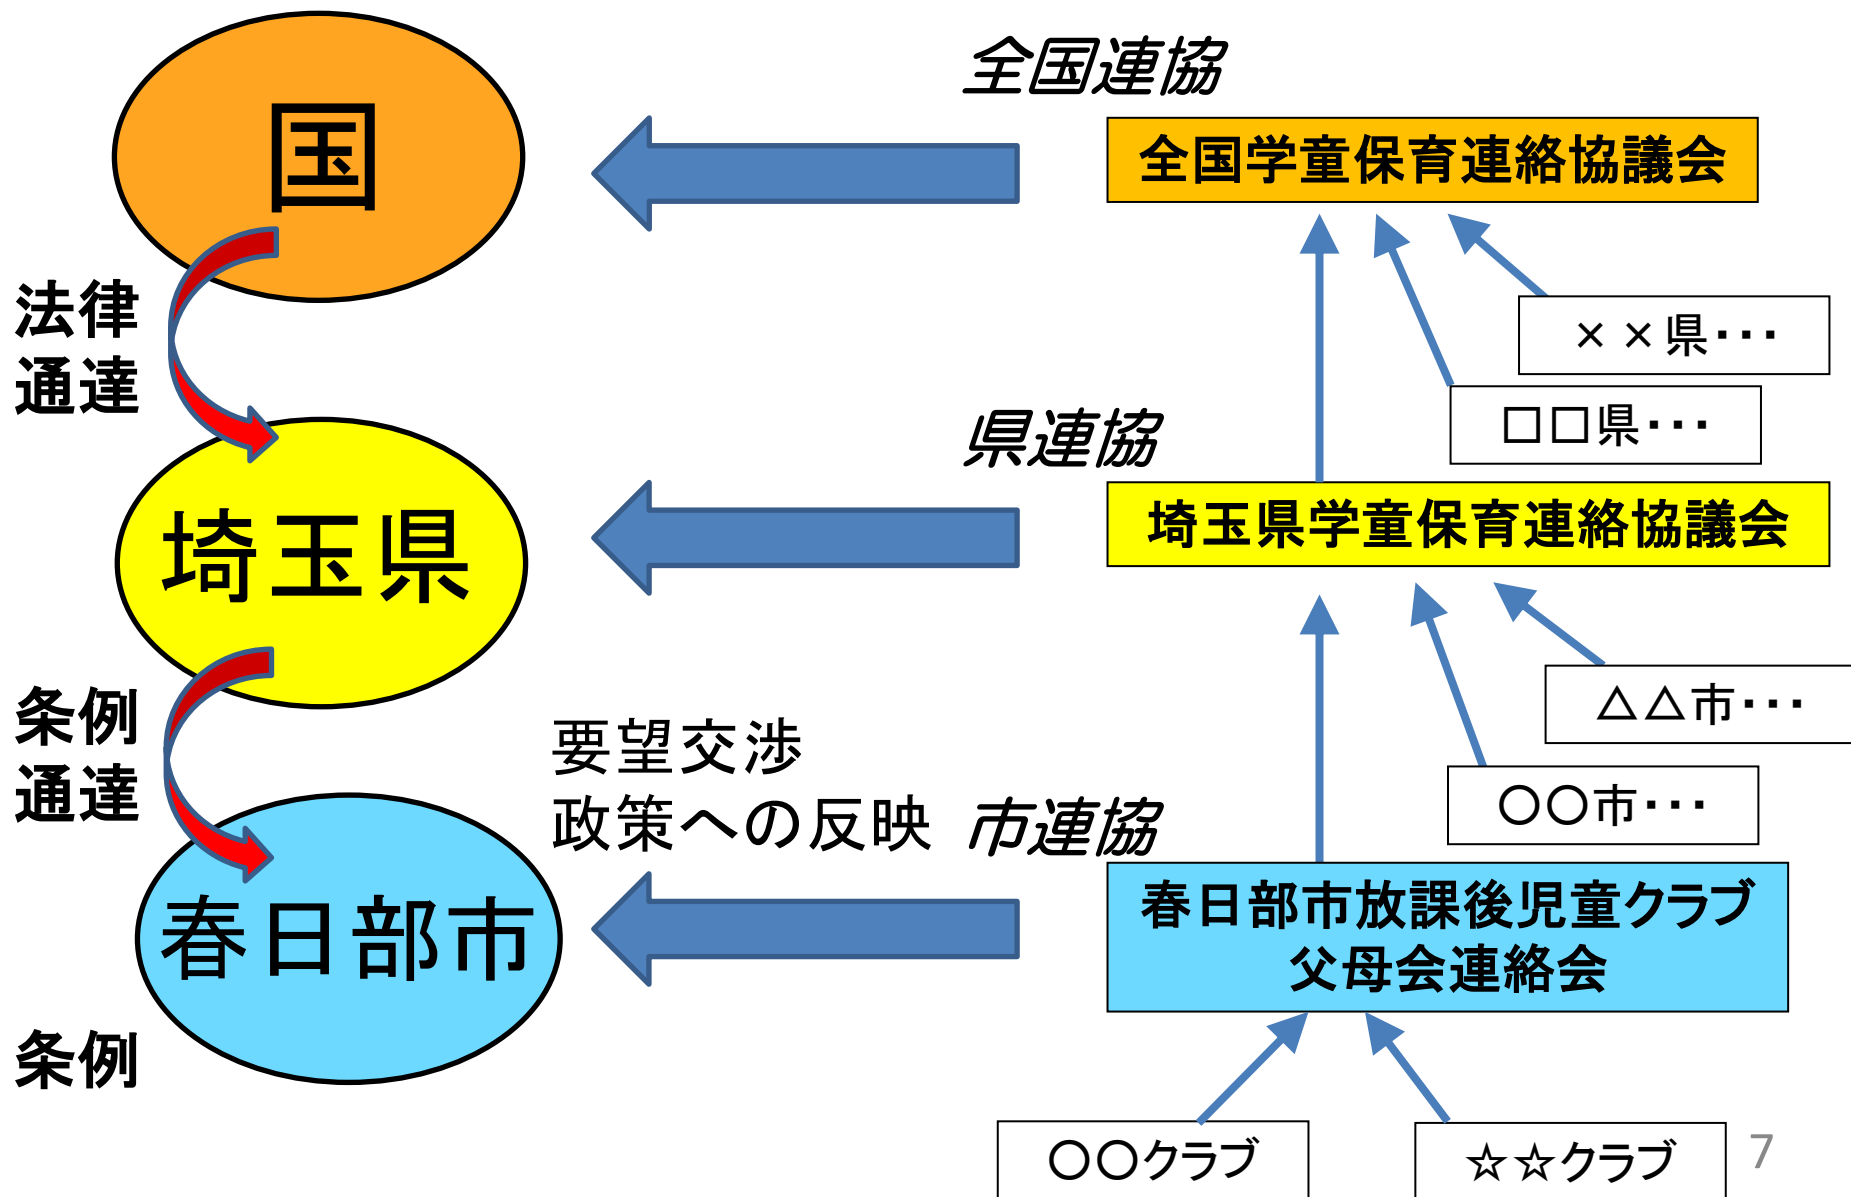 全国連協
国
全国学童保育連絡協議会
法律
通達
××県･･･
□□県･･･
県連協
埼玉県学童保育連絡協議会
埼玉県
条例
通達
△△市･･･
要望交渉
政策への反映
〇〇市･･･
市連協
春日部市放課後児童クラブ
父母会連絡会
春日部市
条例
〇〇クラブ
☆☆クラブ
7